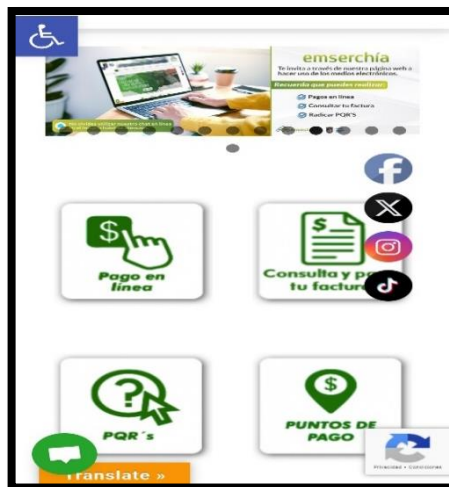 emserchía
Te invita a través de nuestra página web a
hacer uso de los medios electrónicos.
Recuerda que puedes realizar:
Pagos en línea
Consultar tu factura
Radicar PQR'S
Pago en
línea
Consulta y
tu factura
PQR´s
PUNTOS DE
PAGO
Translate »